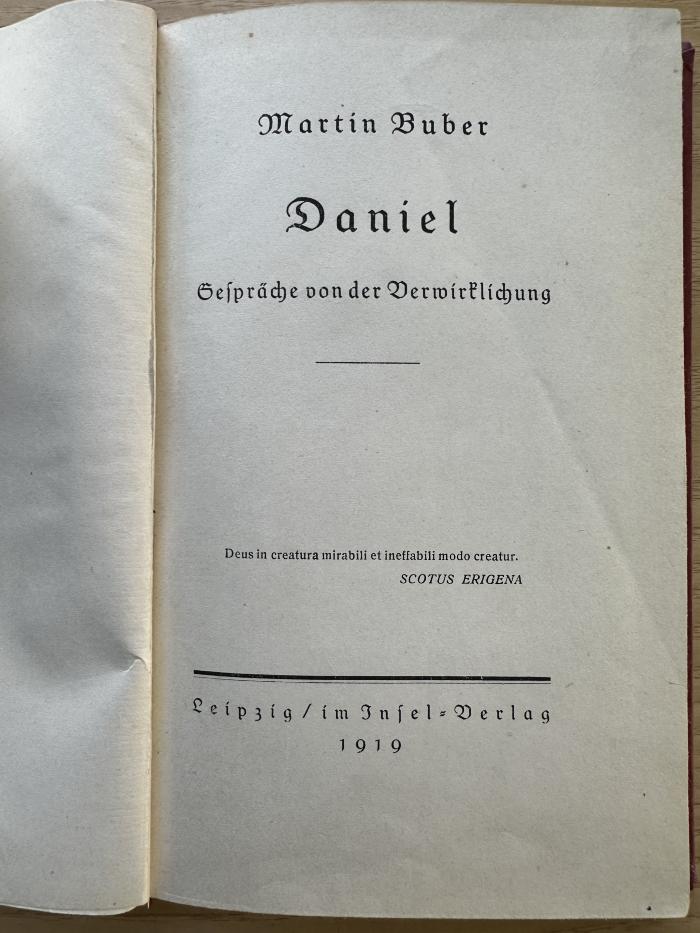 Martin Buber
Daniel
Geſpräche von der Verwirklichung
Deus in creatura mirabili et ineffabili modo creatur.
SCOTUS ERIGENA
Leipzig / im Inſel-Verlag
1919